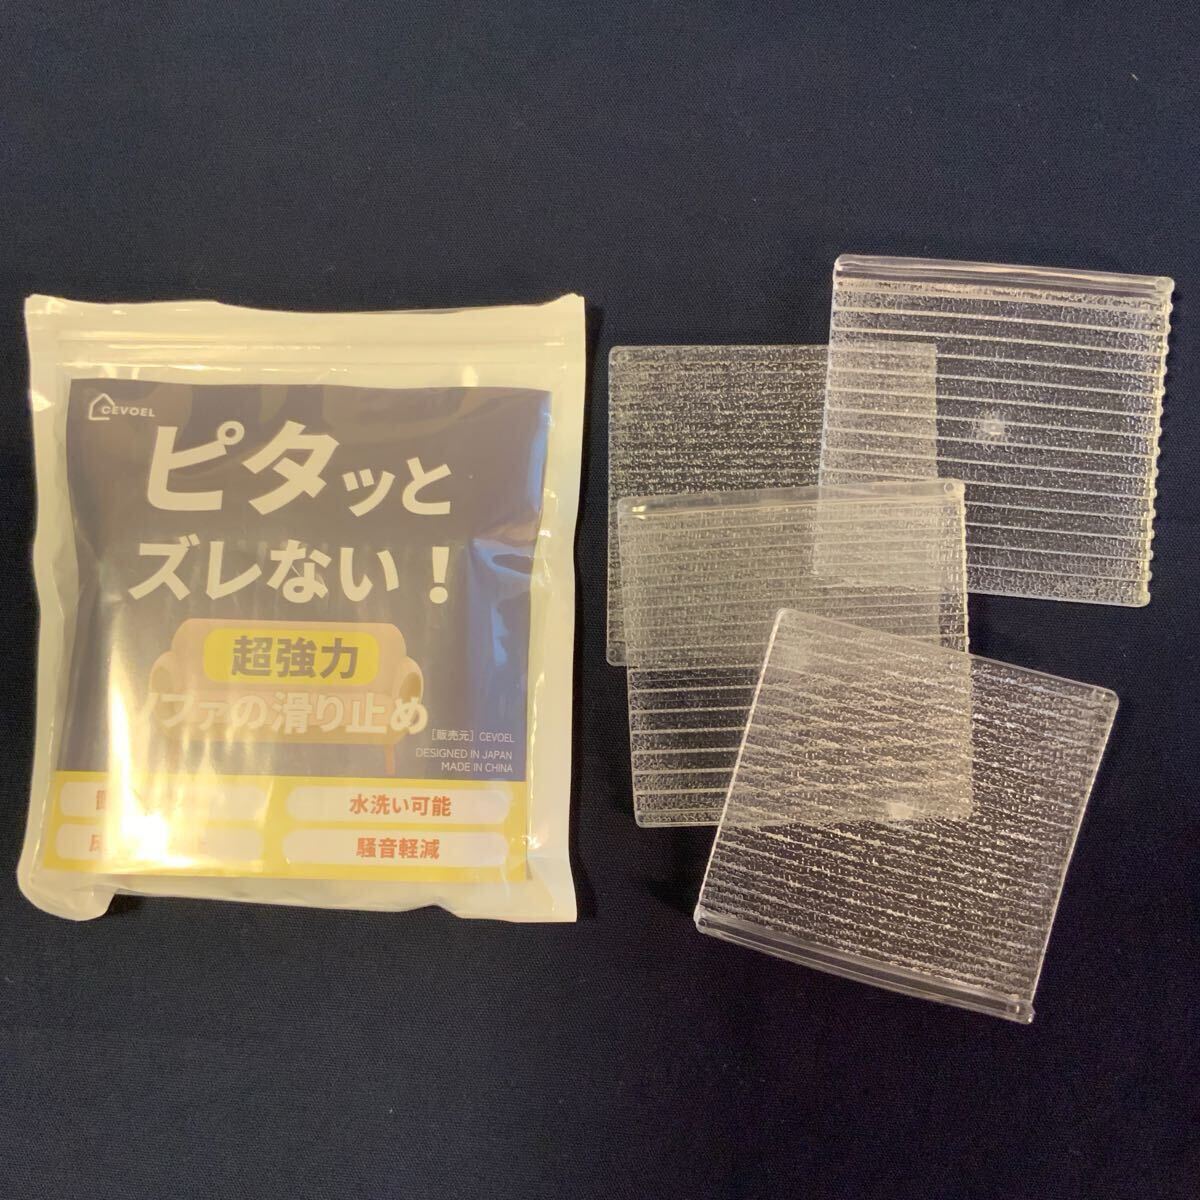 CEVOEL
ピタッと
ズレない！
超強力
ソファの滑り止め
［販売元］CEVOEL
DESIGNED IN JAPAN
MADE IN CHINA
水洗い可能
騒音軽減